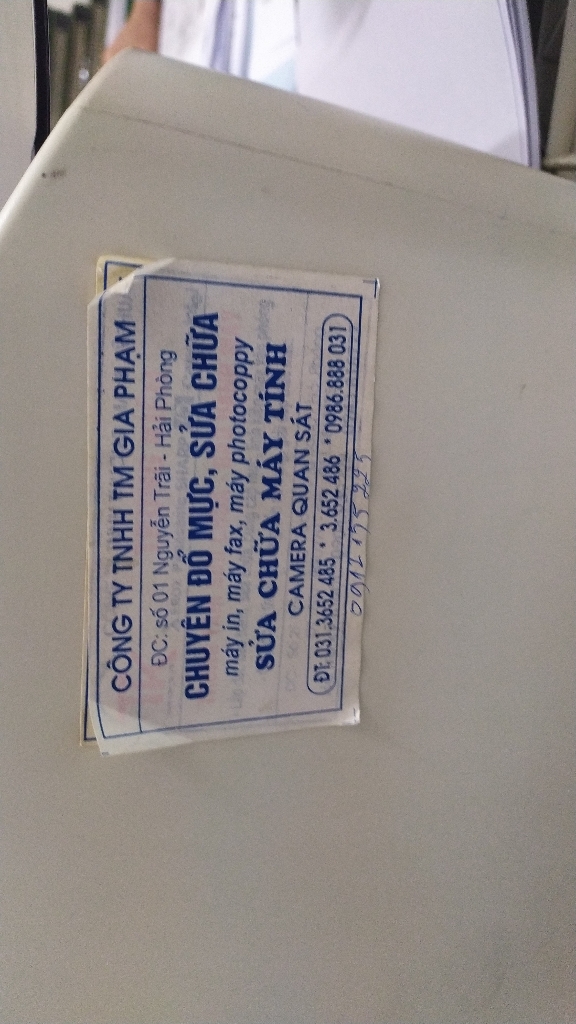 CÔNG TY TNHH TM GIA PHẠM
ĐC: số 01 Nguyễn Trãi - Hải Phòng
CHUYÊN ĐỔ MỰC, SỬA CHỮA
máy in, máy fax, máy photocoppy
SỬA CHỮA MÁY TÍNH
CAMERA QUAN SÁT
ĐT: 031.3652 485 * 3.652 486 * 0986.888 031